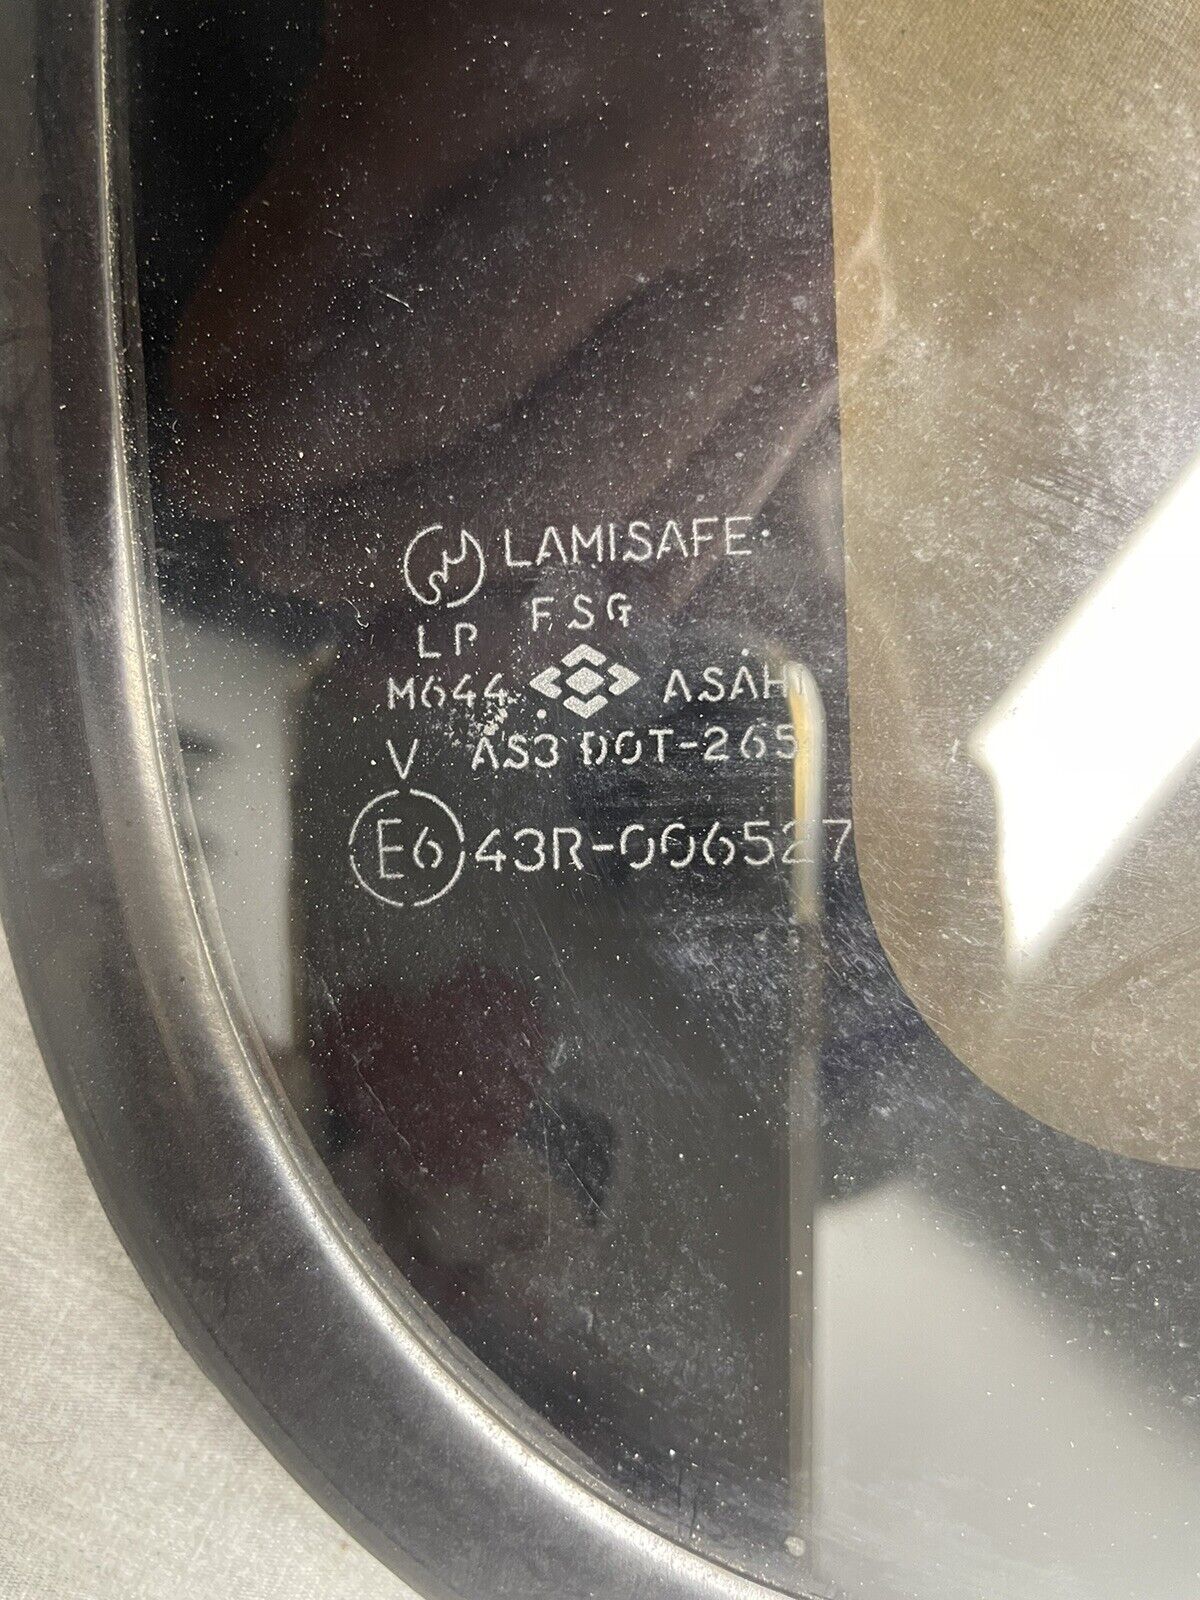 LAMISAFE
LP FSG
M644 ASAHI
V AS3 DOT-265
E6 43R-006527